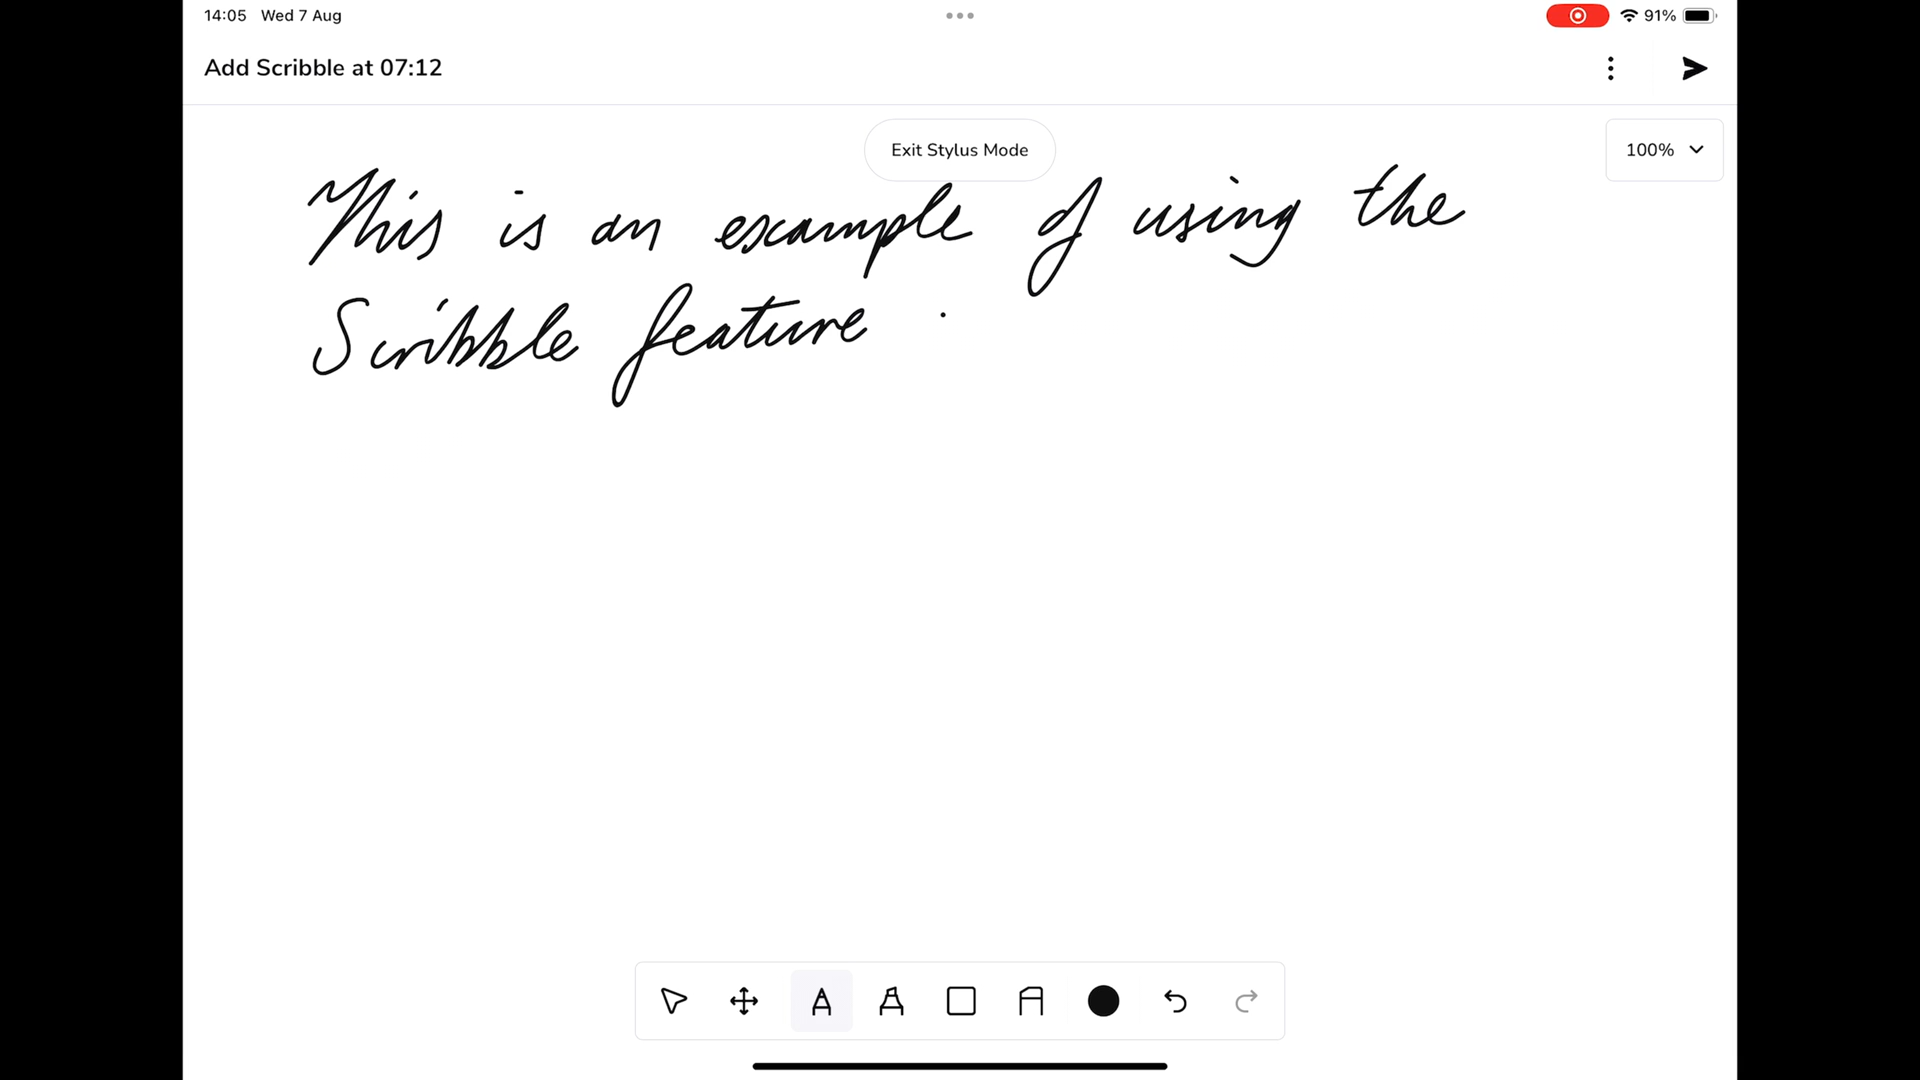 14:05 Wed 7 Aug 91%
Add Scribble at 07:12
Exit Stylus Mode
100%
This is an example of using the
Scribble feature .